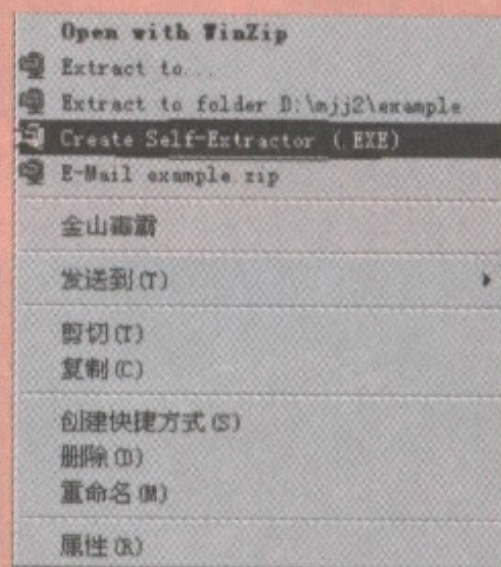 Open with WinZip
Extract to...
Extract to folder D:\mjj2\example
Create Self-Extractor (.EXE)
E-Mail example.zip
金山毒霸
发送到(T)
剪切(T)
复制(C)
创建快捷方式(S)
删除(D)
重命名(M)
属性(R)